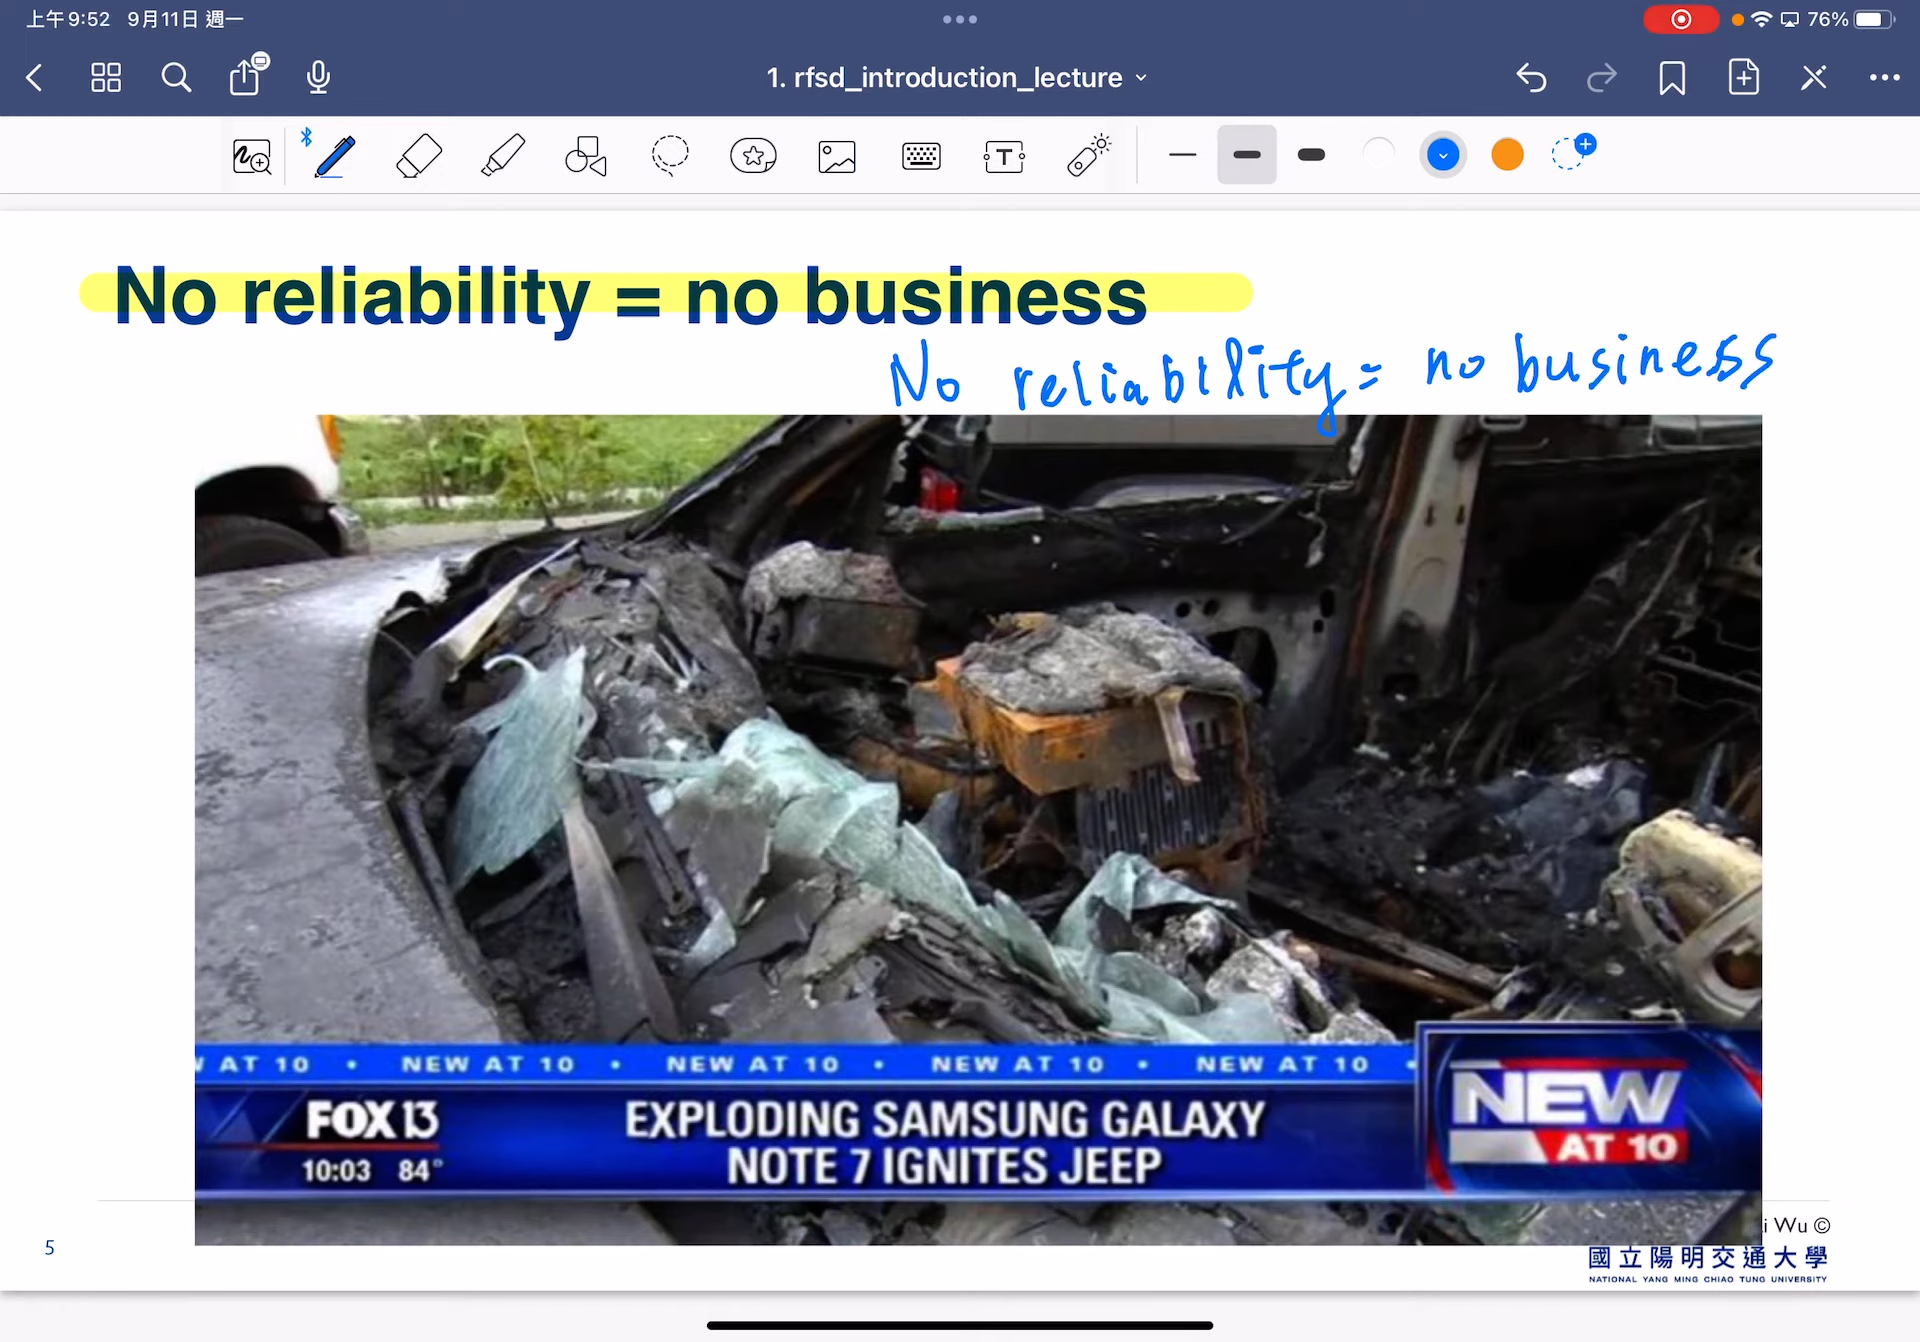 上午9:52 9月11日 週一
76%
1. rfsd_introduction_lecture
No reliability = no business
No reliability = no business
AT 10 • NEW AT 10 • NEW AT 10 • NEW AT 10 • NEW AT 10
FOX 13
10:03 84°
EXPLODING SAMSUNG GALAXY
NOTE 7 IGNITES JEEP
NEW
AT 10
5
i Wu ©
國立陽明交通大學
NATIONAL YANG MING CHIAO TUNG UNIVERSITY